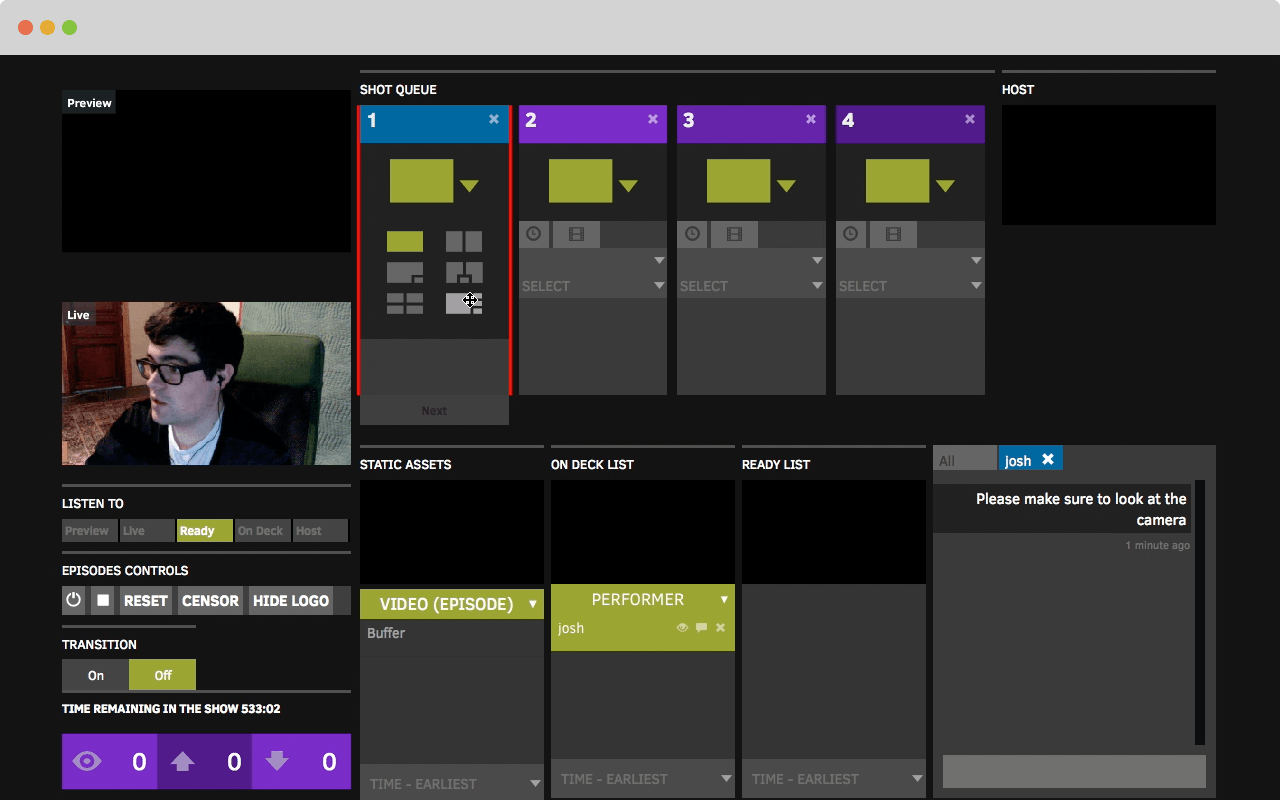 Preview
Live
LISTEN TO
Preview Live Ready On Deck Host
EPISODES CONTROLS
RESET CENSOR HIDE LOGO
TRANSITION
On Off
TIME REMAINING IN THE SHOW 533:02
0 0 0
SHOT QUEUE
1 × 2 × 3 × 4 ×
SELECT SELECT SELECT
Next
HOST
STATIC ASSETS
VIDEO (EPISODE)
Buffer
TIME - EARLIEST
ON DECK LIST
PERFORMER
josh
TIME - EARLIEST
READY LIST
TIME - EARLIEST
All josh ×
Please make sure to look at the
camera
1 minute ago